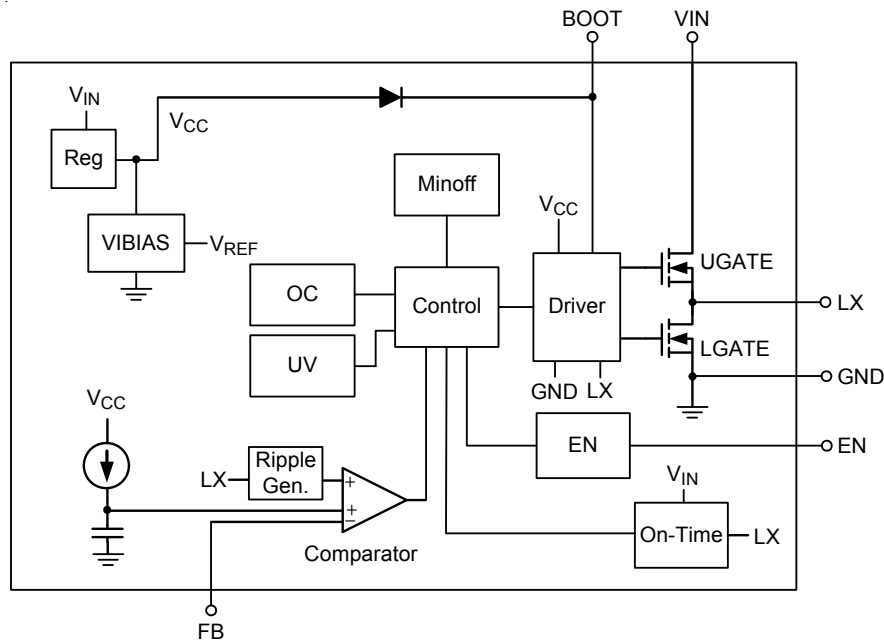 BOOT VIN
VIN
VCC
Reg
Minoff
VCC
VIBIAS
VREF
UGATE
OC
Control
Driver
LX
UV
LGATE
GND LX
GND
VCC
EN
EN
LX
Ripple
Gen.
+
+
−
VIN
On-Time
LX
Comparator
FB